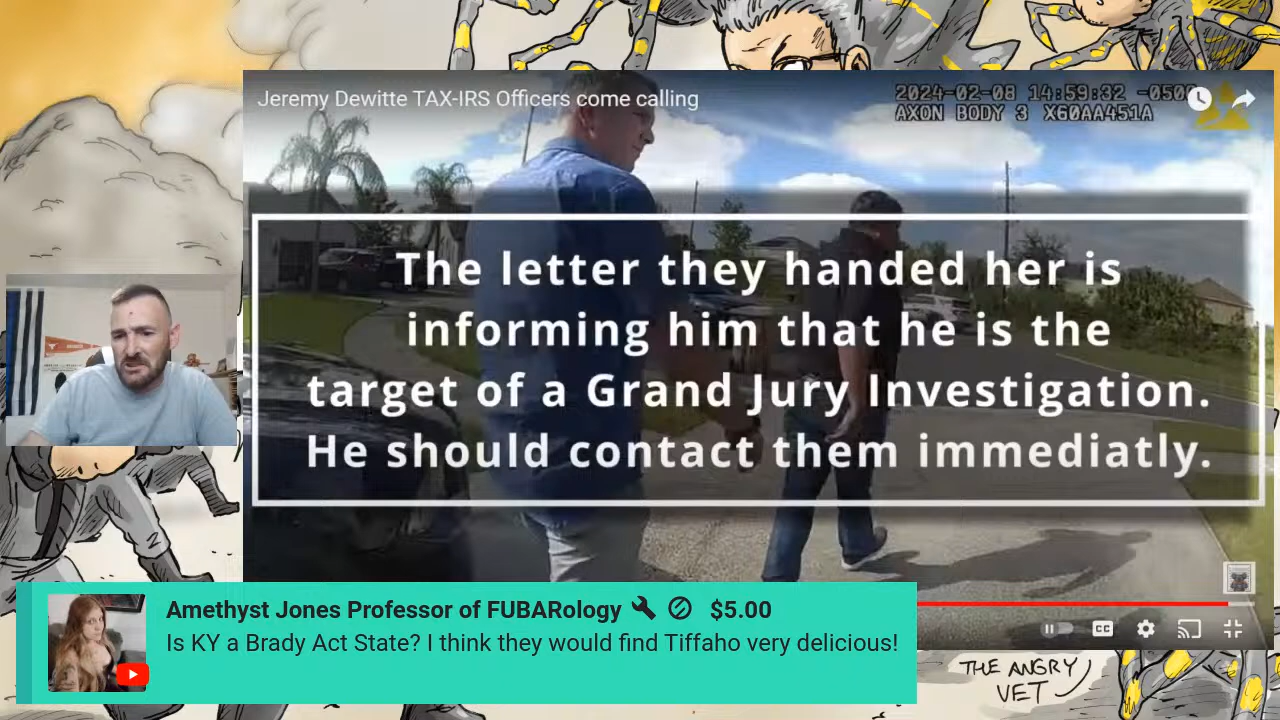 Jeremy Dewitte TAX-IRS Officers come calling
2024-02-08 14:59:32 -0500
AXON BODY 3 X60AA451A
The letter they handed her is
informing him that he is the
target of a Grand Jury Investigation.
He should contact them immediatly.
Amethyst Jones Professor of FUBARology $5.00
Is KY a Brady Act State? I think they would find Tiffaho very delicious!
CC
THE ANGRY
VET